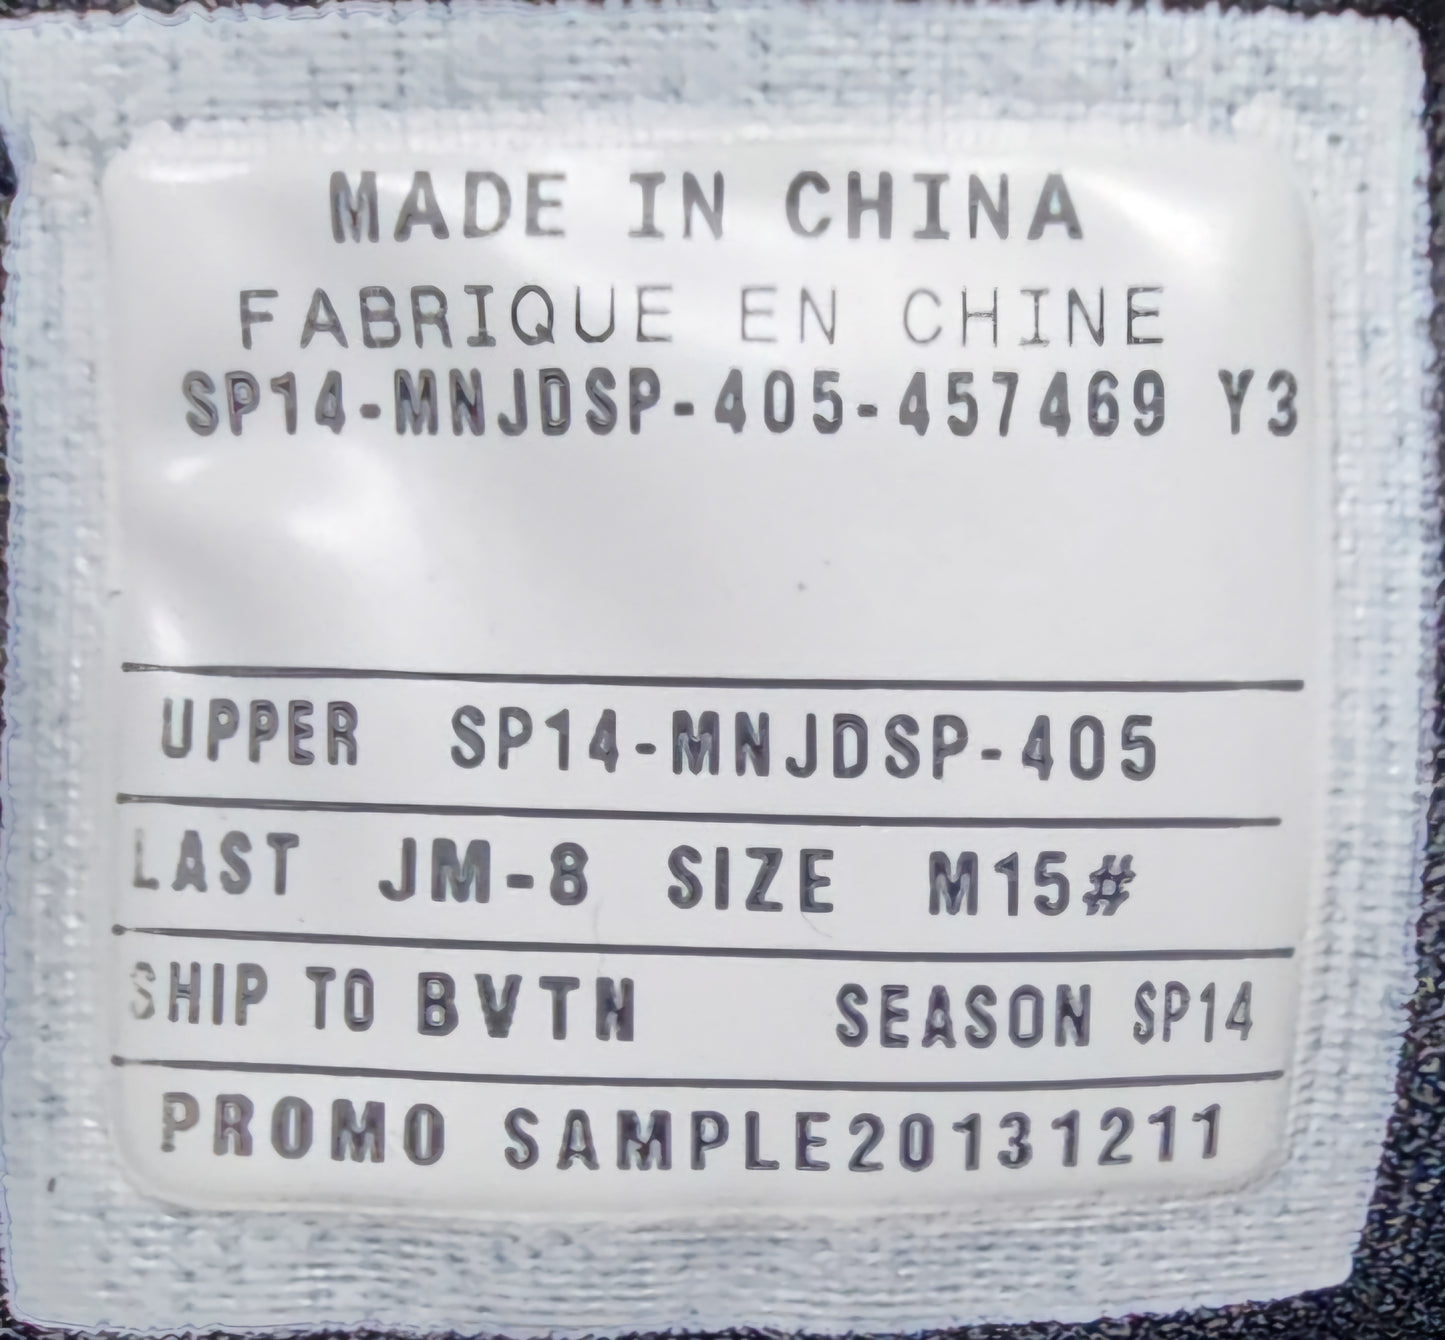 MADE IN CHINA
FABRIQUE EN CHINE
SP14-MNJDSP-405-457469 Y3
UPPER SP14-MNJDSP-405
LAST JM-8 SIZE M15#
SHIP TO BVTN SEASON SP14
PROMO SAMPLE20131211